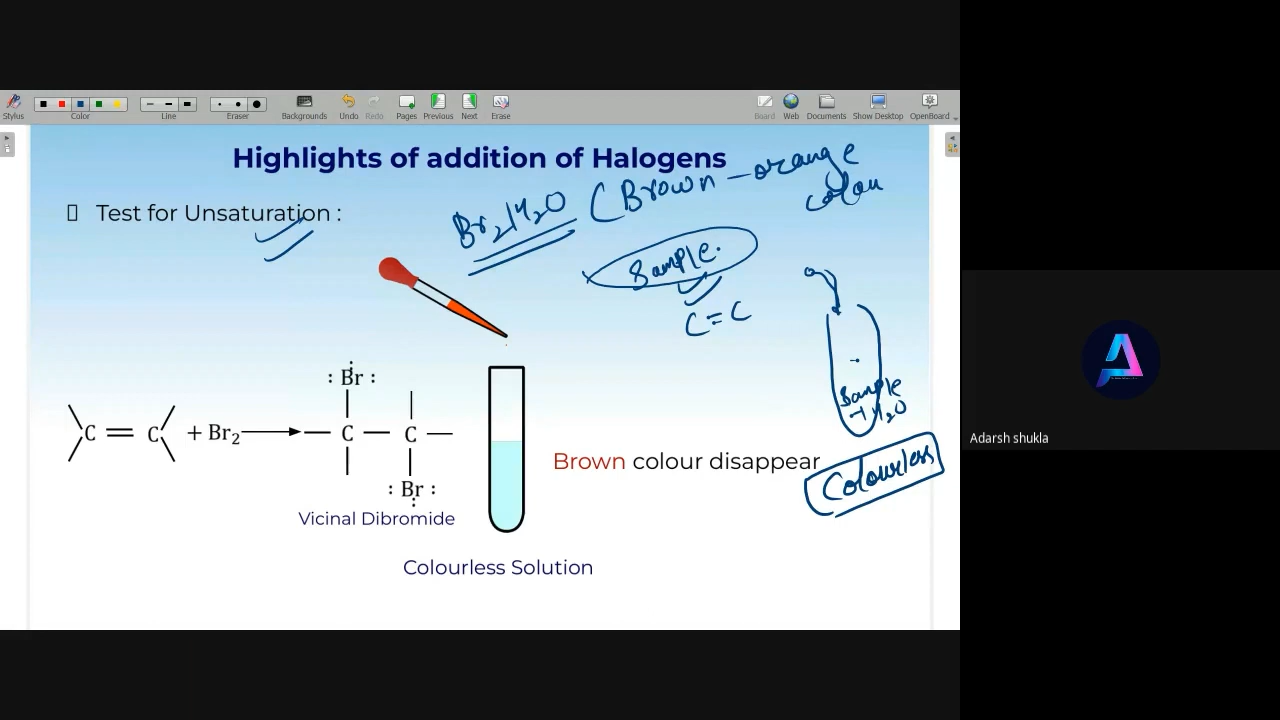 Stylus
Color
Line
Eraser
Backgrounds
Undo
Redo
Pages
Previous
Next
Erase
Board
Web
Documents
Show Desktop
OpenBoard
Highlights of addition of Halogens
Test for Unsaturation :
Br2/H2O (Brown - orange
colou
Sample.
C = C
Sample
+ H2O
Colourless
: Br :
C = C + Br2 → — C — C —
: Br :
Vicinal Dibromide
Brown colour disappear
Colourless Solution
Adarsh shukla